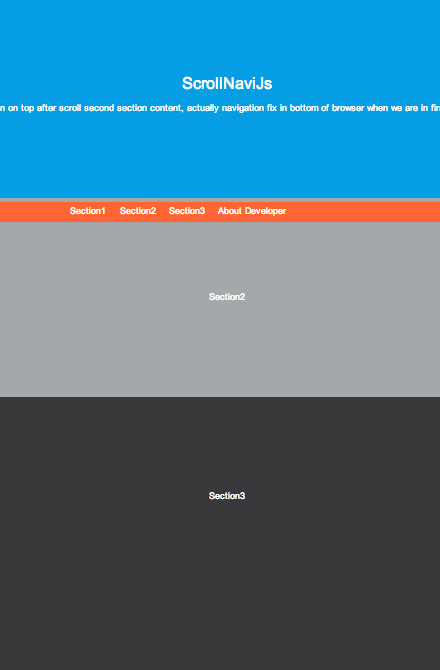 ScrollNaviJs
n on top after scroll second section content, actually navigation fix in bottom of browser when we are in fin
Section1 Section2 Section3 About Developer
Section2
Section3